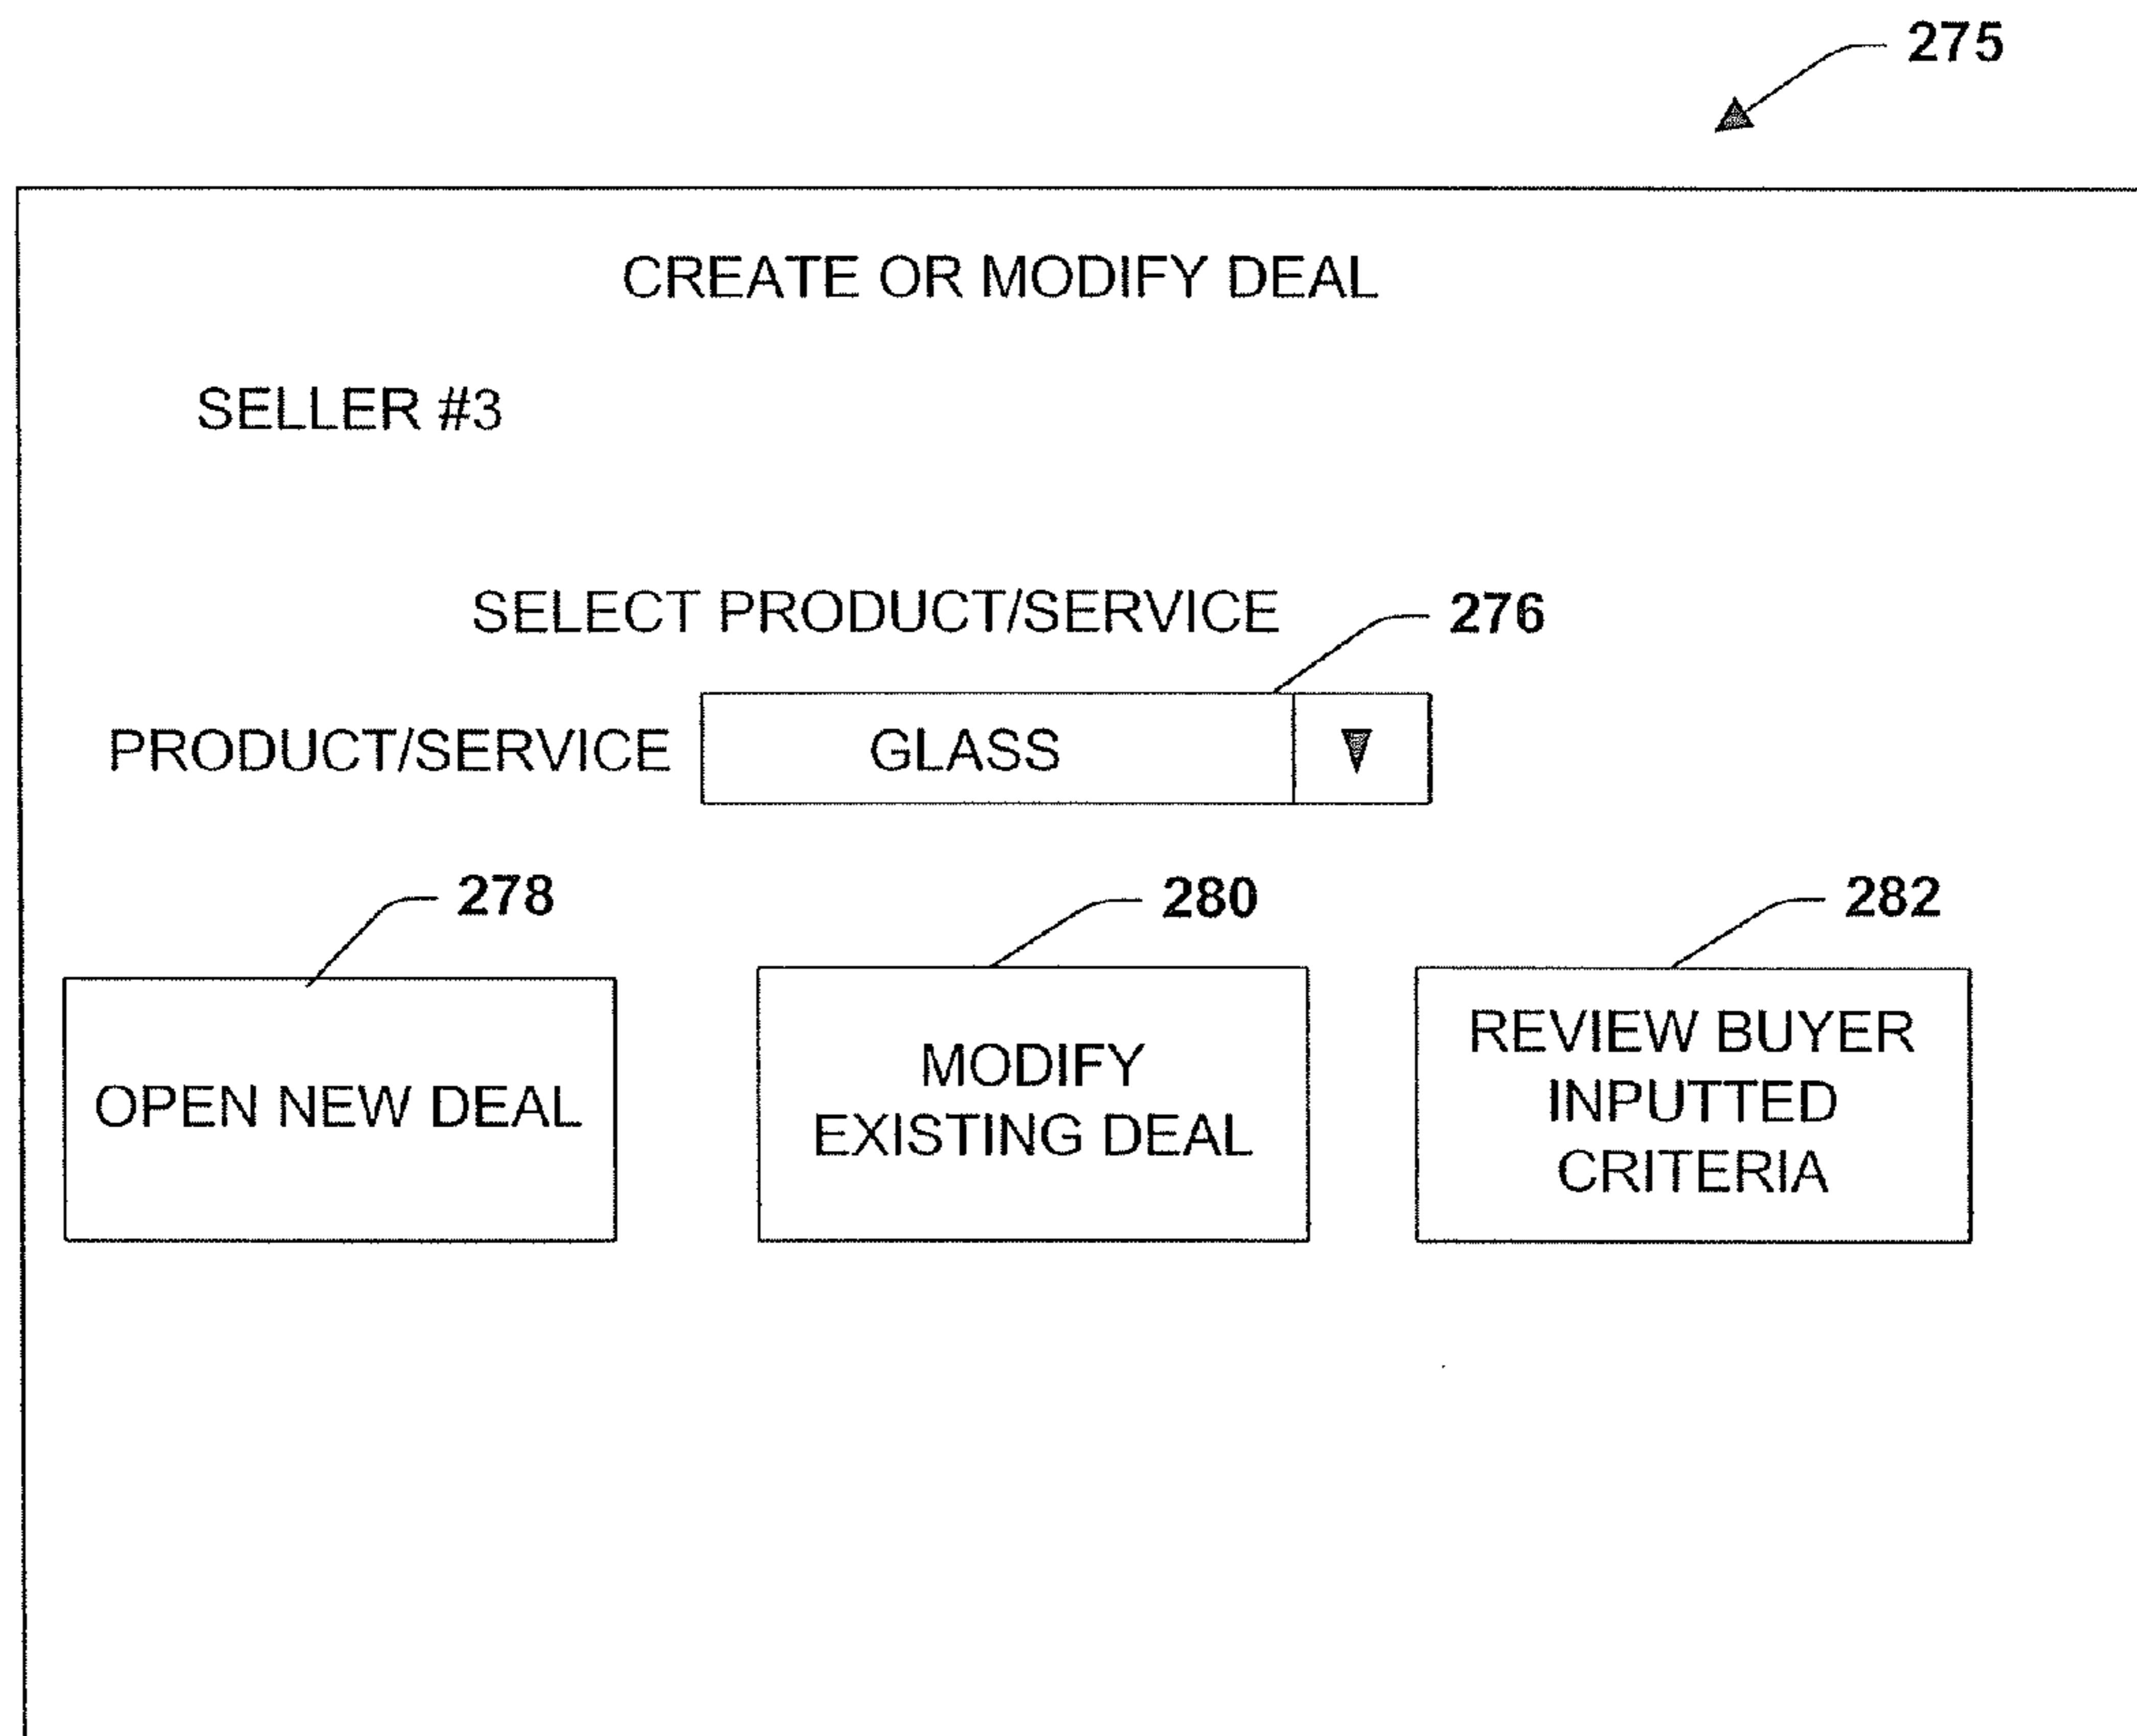 275
CREATE OR MODIFY DEAL
SELLER #3
SELECT PRODUCT/SERVICE
276
PRODUCT/SERVICE
GLASS
278
280
282
OPEN NEW DEAL
MODIFY
EXISTING DEAL
REVIEW BUYER
INPUTTED
CRITERIA